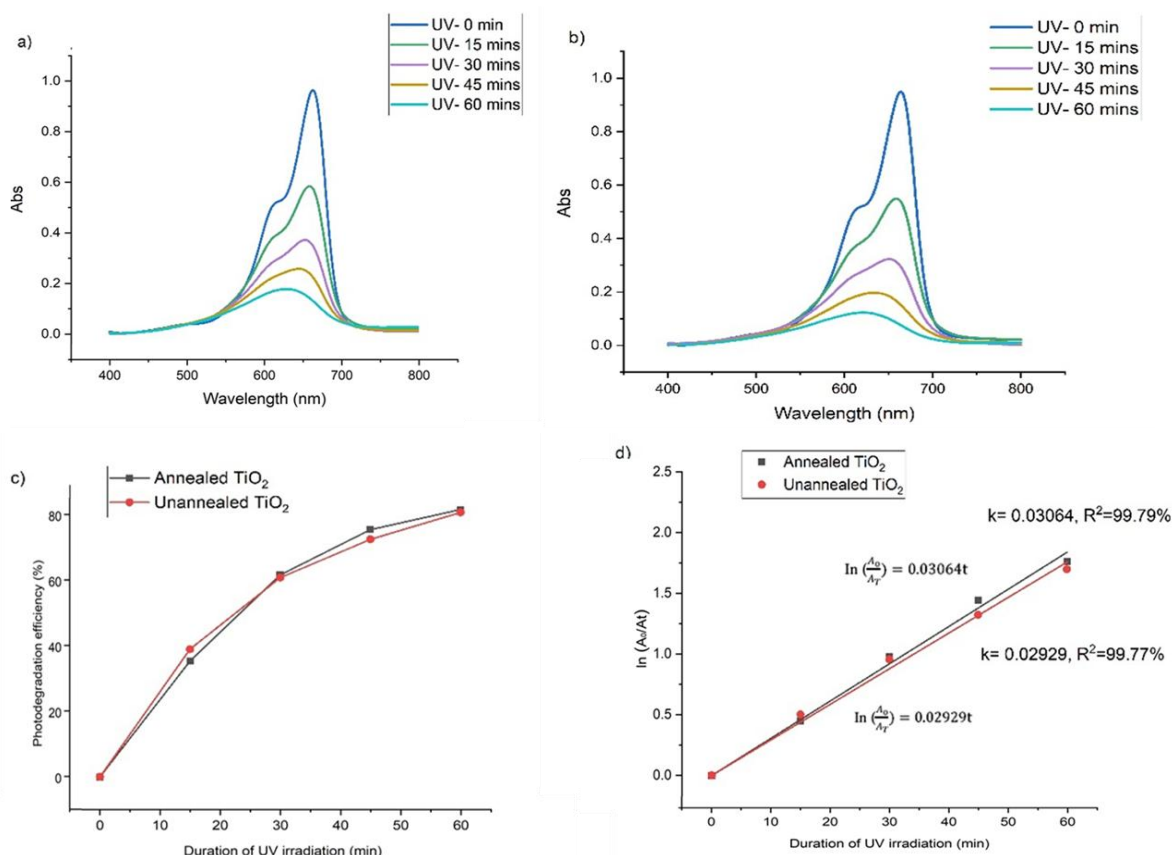 a)
UV- 0 min
UV- 15 mins
UV- 30 mins
UV- 45 mins
UV- 60 mins
1.0
0.8
0.6
0.4
0.2
0.0
Abs
400
500
600
700
800
Wavelength (nm)
b)
UV- 0 min
UV- 15 mins
UV- 30 mins
UV- 45 mins
UV- 60 mins
1.0
0.8
0.6
0.4
0.2
0.0
Abs
400
500
600
700
800
Wavelength (nm)
c)
Annealed TiO₂
Unannealed TiO₂
80
60
40
20
0
Photodegradation efficiency (%)
0
10
20
30
40
50
60
Duration of UV irradiation (min)
d)
Annealed TiO₂
Unannealed TiO₂
2.5
2.0
1.5
1.0
0.5
0.0
ln (A₀/At)
k= 0.03064, R²=99.79%
ln (A₀/A_T) = 0.03064t
k= 0.02929, R²=99.77%
ln (A₀/A_T) = 0.02929t
0
10
20
30
40
50
60
Duration of UV irradiation (min)